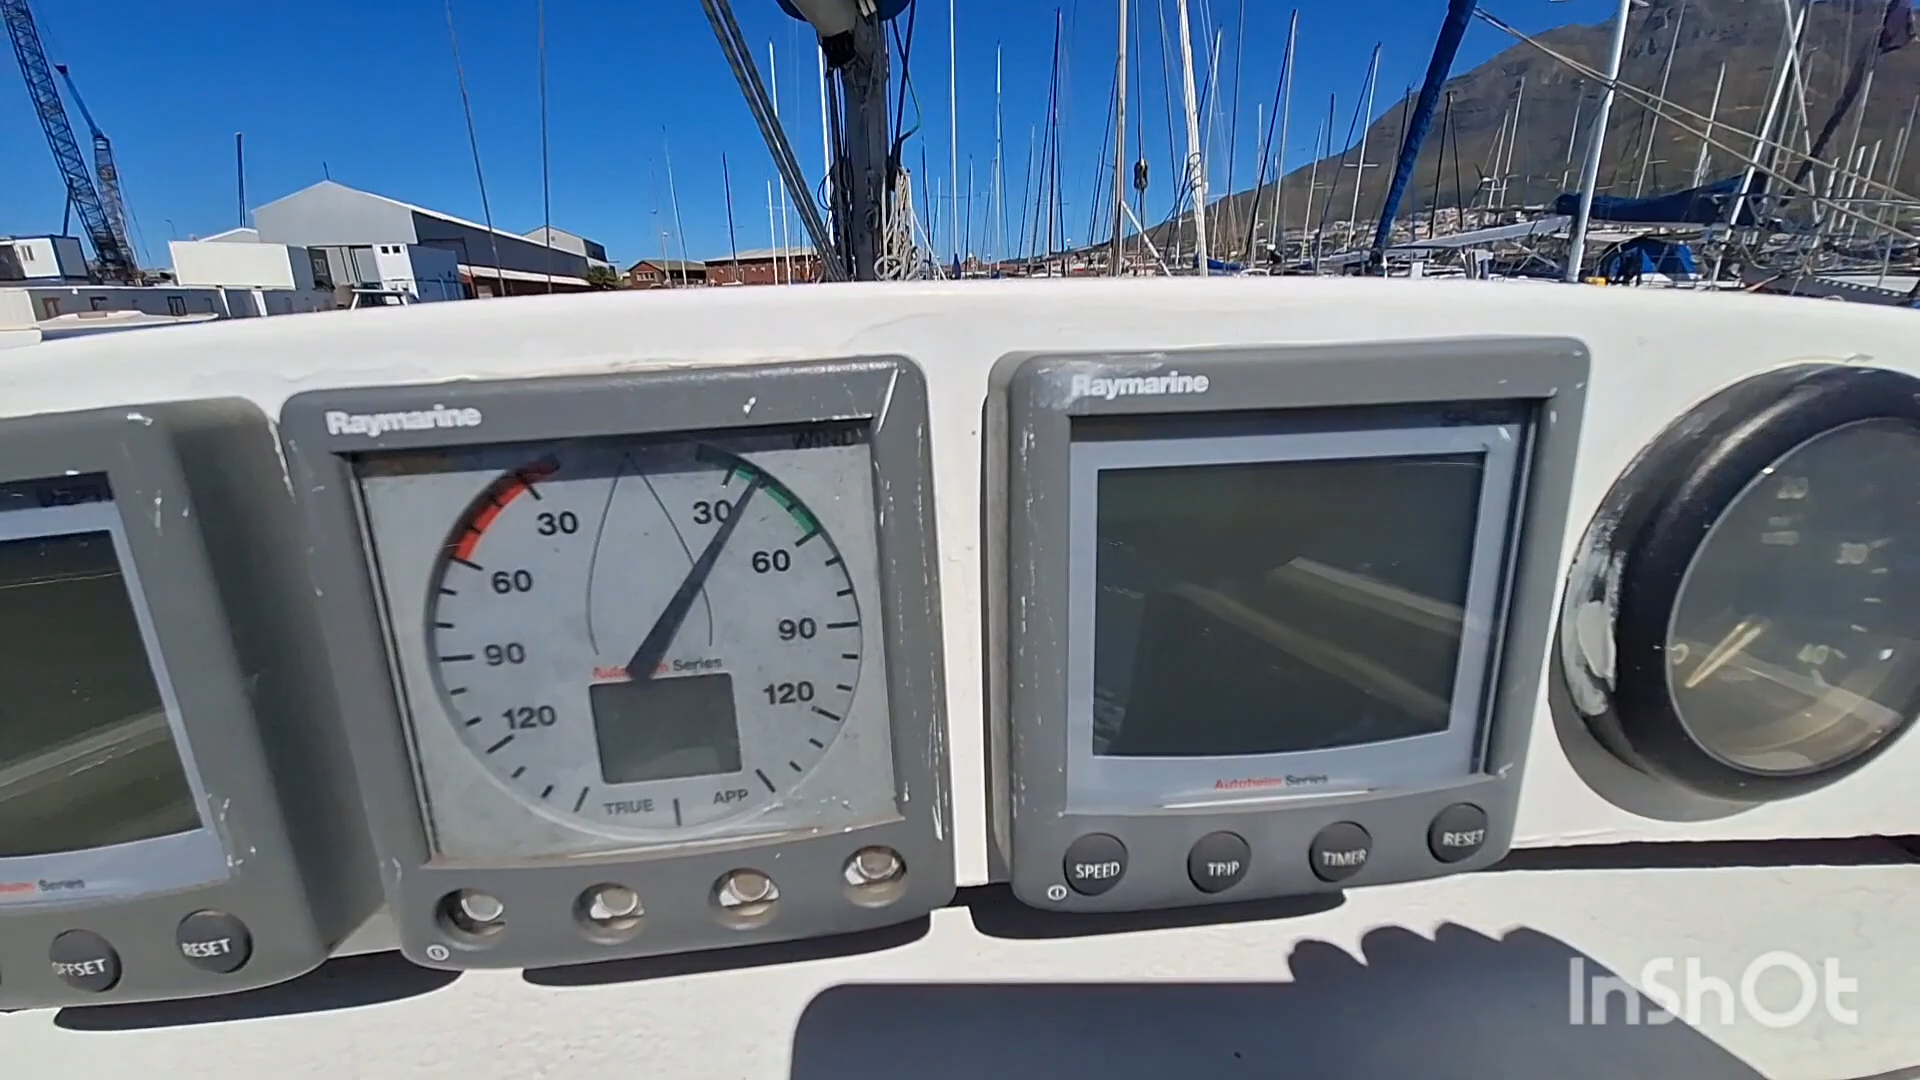 Raymarine
WIND
30
30
60
60
90
90
120
120
Series
TRUE
APP
Raymarine
Autohelm Series
SPEED
TRIP
TIMER
RESET
Series
OFFSET
RESET
InShOt